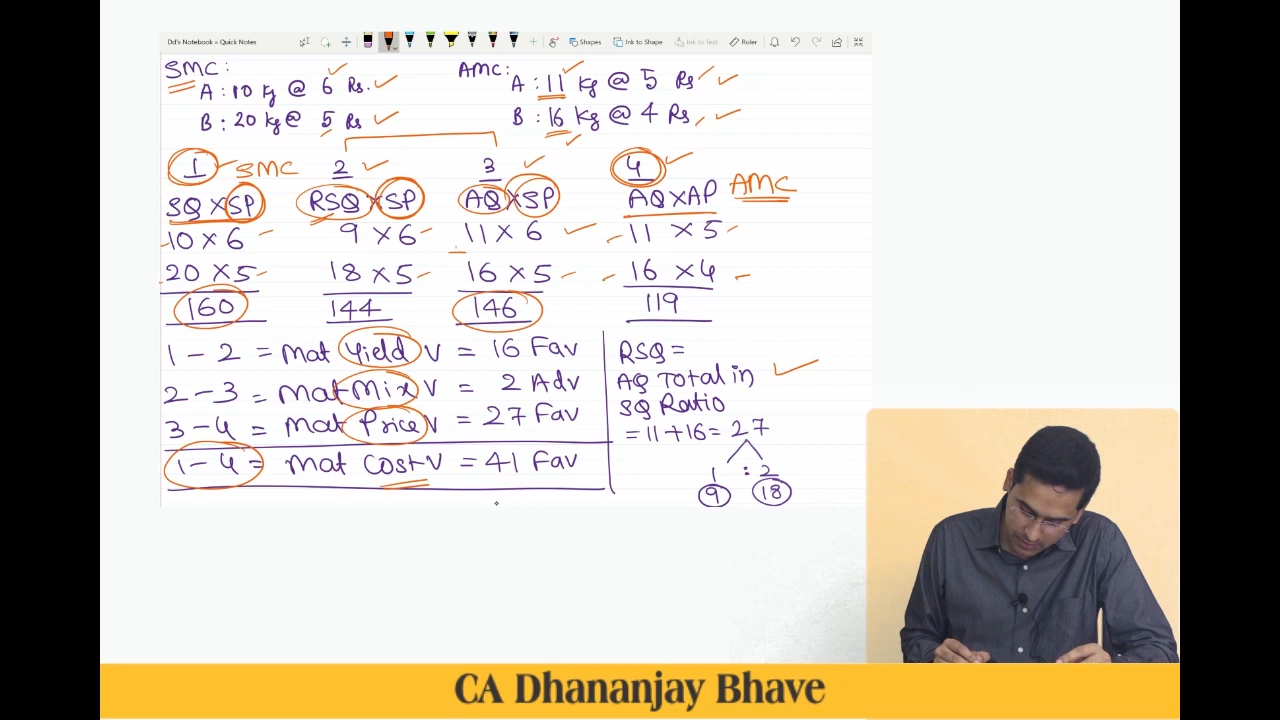 Dd's Notebook » Quick Notes
Shapes
Ink to Shape
Ink to Text
Ruler
SMC:
A: 10 kg @ 6 Rs.
B: 20 kg @ 5 Rs
AMC:
A: 11 kg @ 5 Rs
B: 16 kg @ 4 Rs
1 SMC 2 3 4
SQ x SP RSQ x SP AQ x SP AQ x AP AMC
10 x 6 9 x 6 11 x 6 11 x 5
20 x 5 18 x 5 16 x 5 16 x 4
160 144 146 119
1 - 2 = Mat Yield V = 16 Fav
2 - 3 = Mat Mix V = 2 Adv
3 - 4 = Mat Price V = 27 Fav
1 - 4 = Mat Cost V = 41 Fav
RSQ =
AQ Total in
SQ Ratio
= 11 + 16 = 27
1 : 2
9 18
CA Dhananjay Bhave